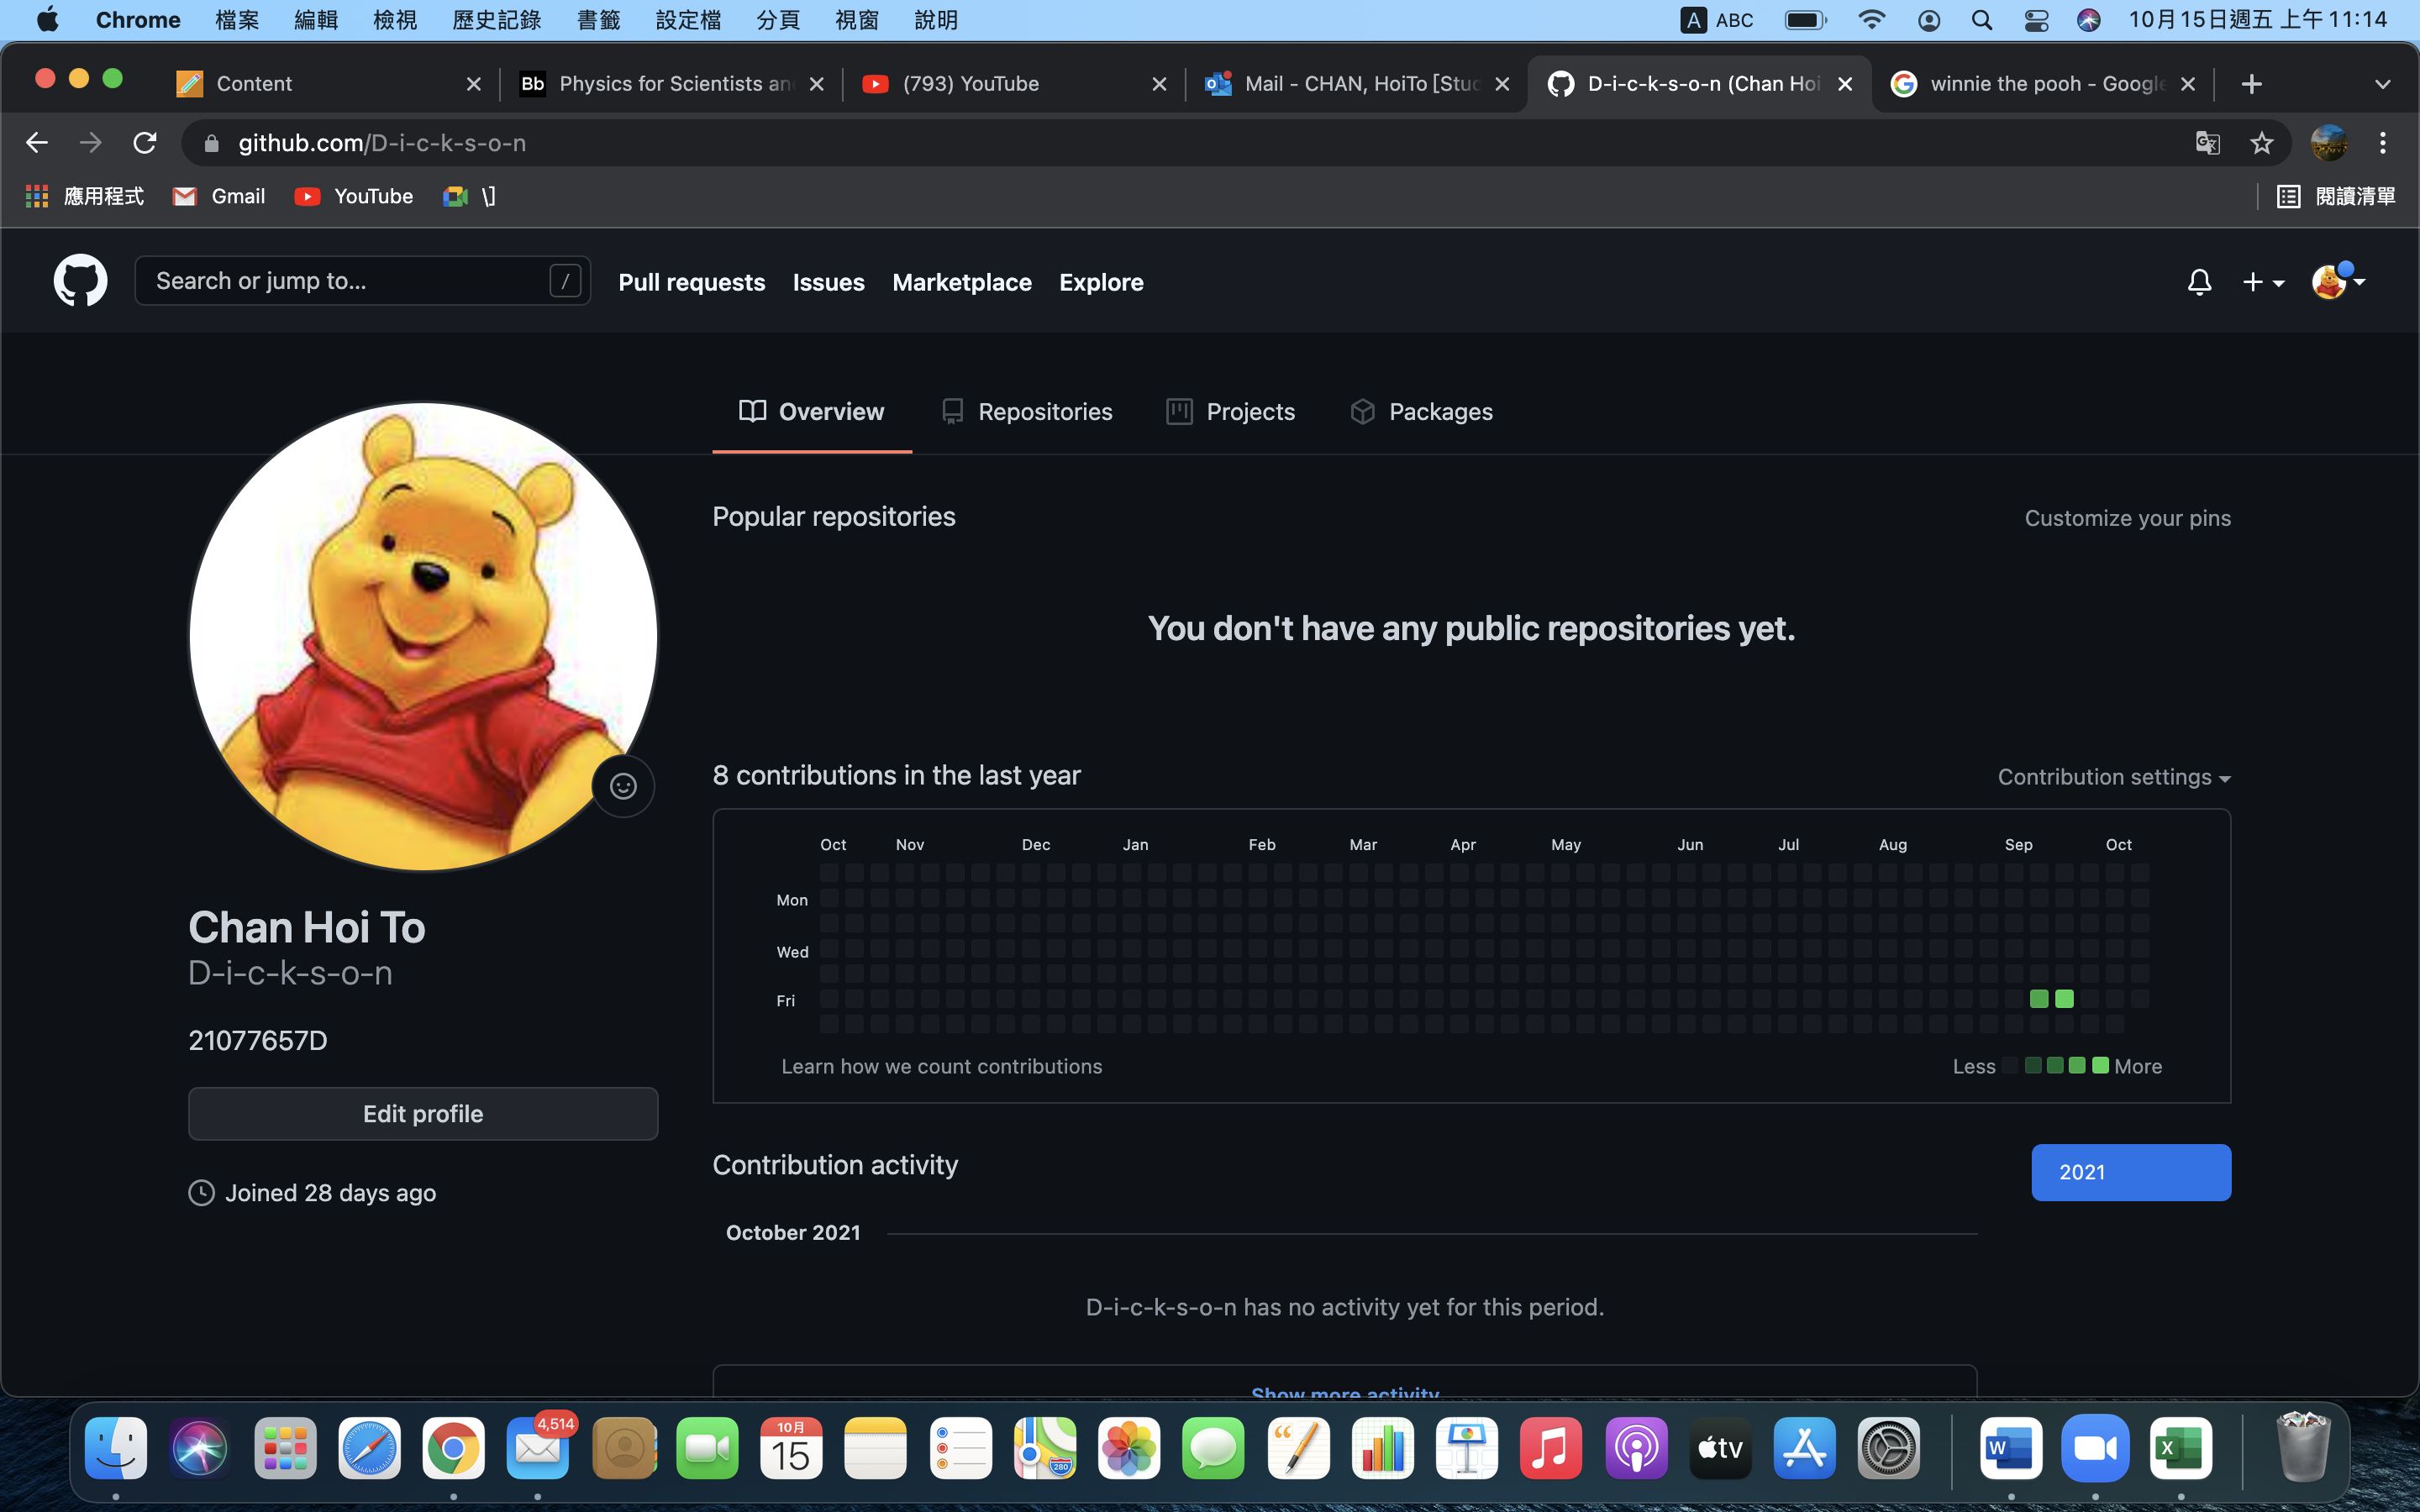 Chrome 檔案 編輯 檢視 歷史記錄 書籤 設定檔 分頁 視窗 說明 A ABC 10月15日週五 上午 11:14
Content Bb Physics for Scientists an (793) YouTube Mail - CHAN, HoiTo [Stud D-i-c-k-s-o-n (Chan Hoi winnie the pooh - Google
github.com/D-i-c-k-s-o-n
應用程式 Gmail YouTube \] 閱讀清單
Search or jump to... / Pull requests Issues Marketplace Explore
Overview Repositories Projects Packages
Popular repositories Customize your pins
You don't have any public repositories yet.
8 contributions in the last year Contribution settings
Oct Nov Dec Jan Feb Mar Apr May Jun Jul Aug Sep Oct
Mon
Wed
Fri
Learn how we count contributions Less More
Chan Hoi To
D-i-c-k-s-o-n
21077657D
Edit profile
Joined 28 days ago
Contribution activity 2021
October 2021
D-i-c-k-s-o-n has no activity yet for this period.
Show more activity
4,514 10月 15 280 tv W X